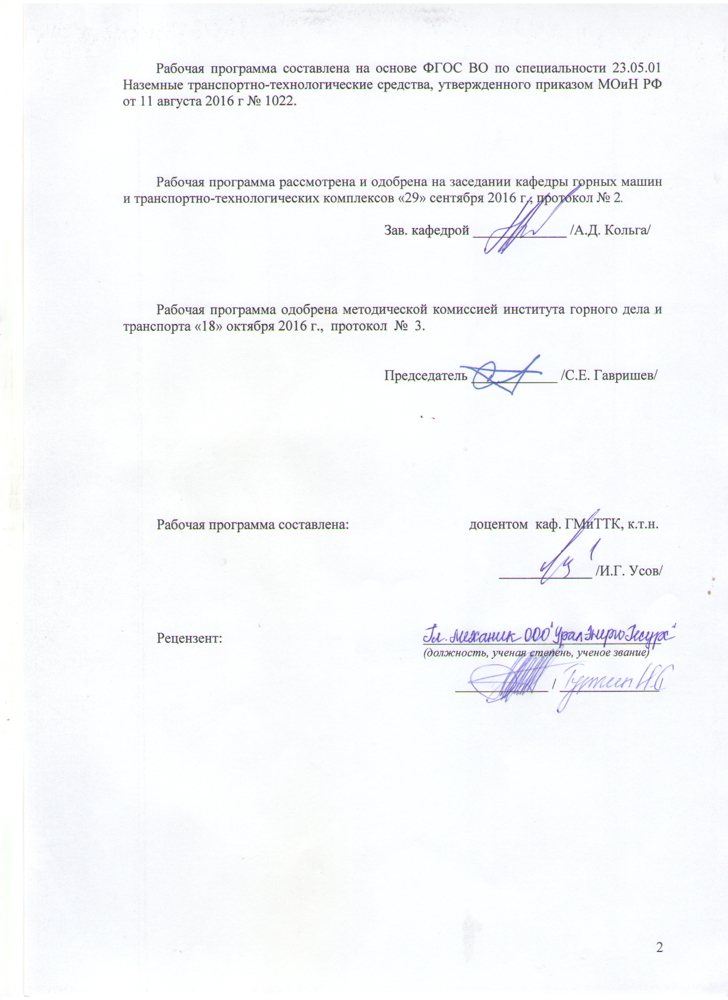 Рабочая программа составлена на основе ФГОС ВО по специальности 23.05.01
Наземные транспортно-технологические средства, утвержденного приказом МОиН РФ
от 11 августа 2016 г № 1022.
Рабочая программа рассмотрена и одобрена на заседании кафедры горных машин
и транспортно-технологических комплексов «29» сентября 2016 г., протокол № 2.
Зав. кафедрой _____________ /А.Д. Кольга/
Рабочая программа одобрена методической комиссией института горного дела и
транспорта «18» октября 2016 г., протокол № 3.
Председатель ____________ /С.Е. Гавришев/
Рабочая программа составлена: доцентом каф. ГМиТТК, к.т.н.
_____________ /И.Г. Усов/
Рецензент: Гл. механик ООО "УралЭнергоРесурс"
(должность, ученая степень, ученое звание)
_____________ / /
2